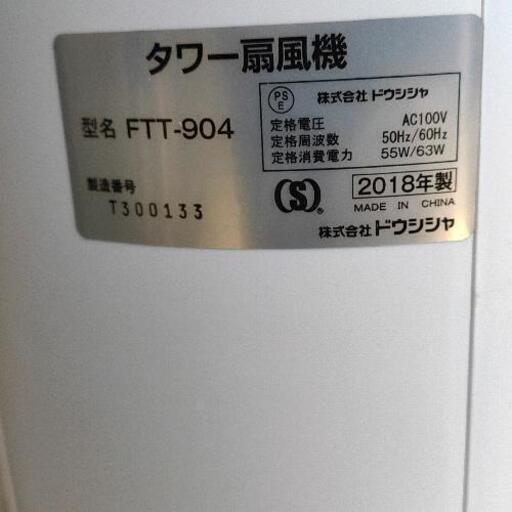 タワー扇風機
型名 FTT-904
製造番号
T300133
PS
E
株式会社 ドウシシャ
定格電圧 AC100V
定格周波数 50Hz/60Hz
定格消費電力 55W/63W
S ®
2018年製
MADE IN CHINA
株式会社 ドウシシャ